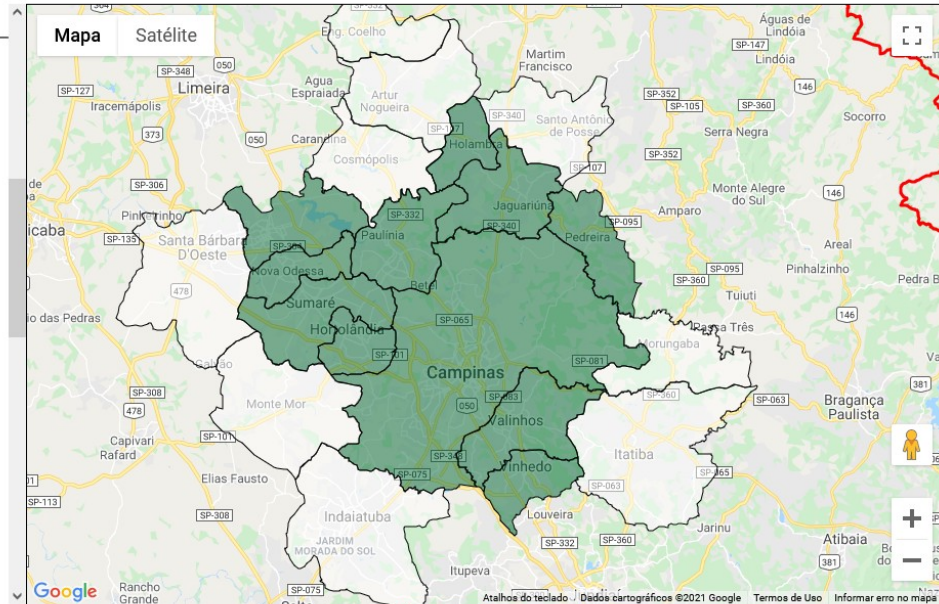 Mapa
Satélite
Eng. Coelho
Águas de
Lindóia
SP-147
Lindóia
Martim
Francisco
SP-348
050
SP-127
Limeira
Iracemápolis
Agua
Espraiada
Artur
Nogueira
SP-340
Santo Antônio
de Posse
SP-352
SP-105
SP-360
146
Socorro
373
050
Carandina
Cosmópolis
Holambra
Serra Negra
SP-352
SP-107
SP-306
Monte Alegre
do Sul
146
SP-135
Santa Bárbara
D'Oeste
SP-332
Paulínia
Jaguariúna
SP-340
SP-095
Pedreira
Amparo
Areal
Pinhalzinho
Nova Odessa
478
Betel
SP-095
SP-360
Tuiuti
Pedra B
Sumaré
SP-065
146
ão das Pedras
Hortolândia
SP-101
Morungaba
SP-081
Campinas
381
SP-308
478
Monte Mor
050
SP-083
Valinhos
SP-360
SP-063
Bragança
Paulista
Capivari
Rafard
SP-101
Itatiba
Vinhedo
SP-348
SP-075
Elias Fausto
SP-063
SP-065
SP-113
SP-308
Indaiatuba
Louveira
Jarinu
JARDIM
MORADA DO SOL
SP-332
SP-360
Atibaia
381
Itupeva
SP-075
Rancho
Grande
Google
Atalhos do teclado
Dados cartográficos ©2021 Google
Termos de Uso
Informar erro no mapa